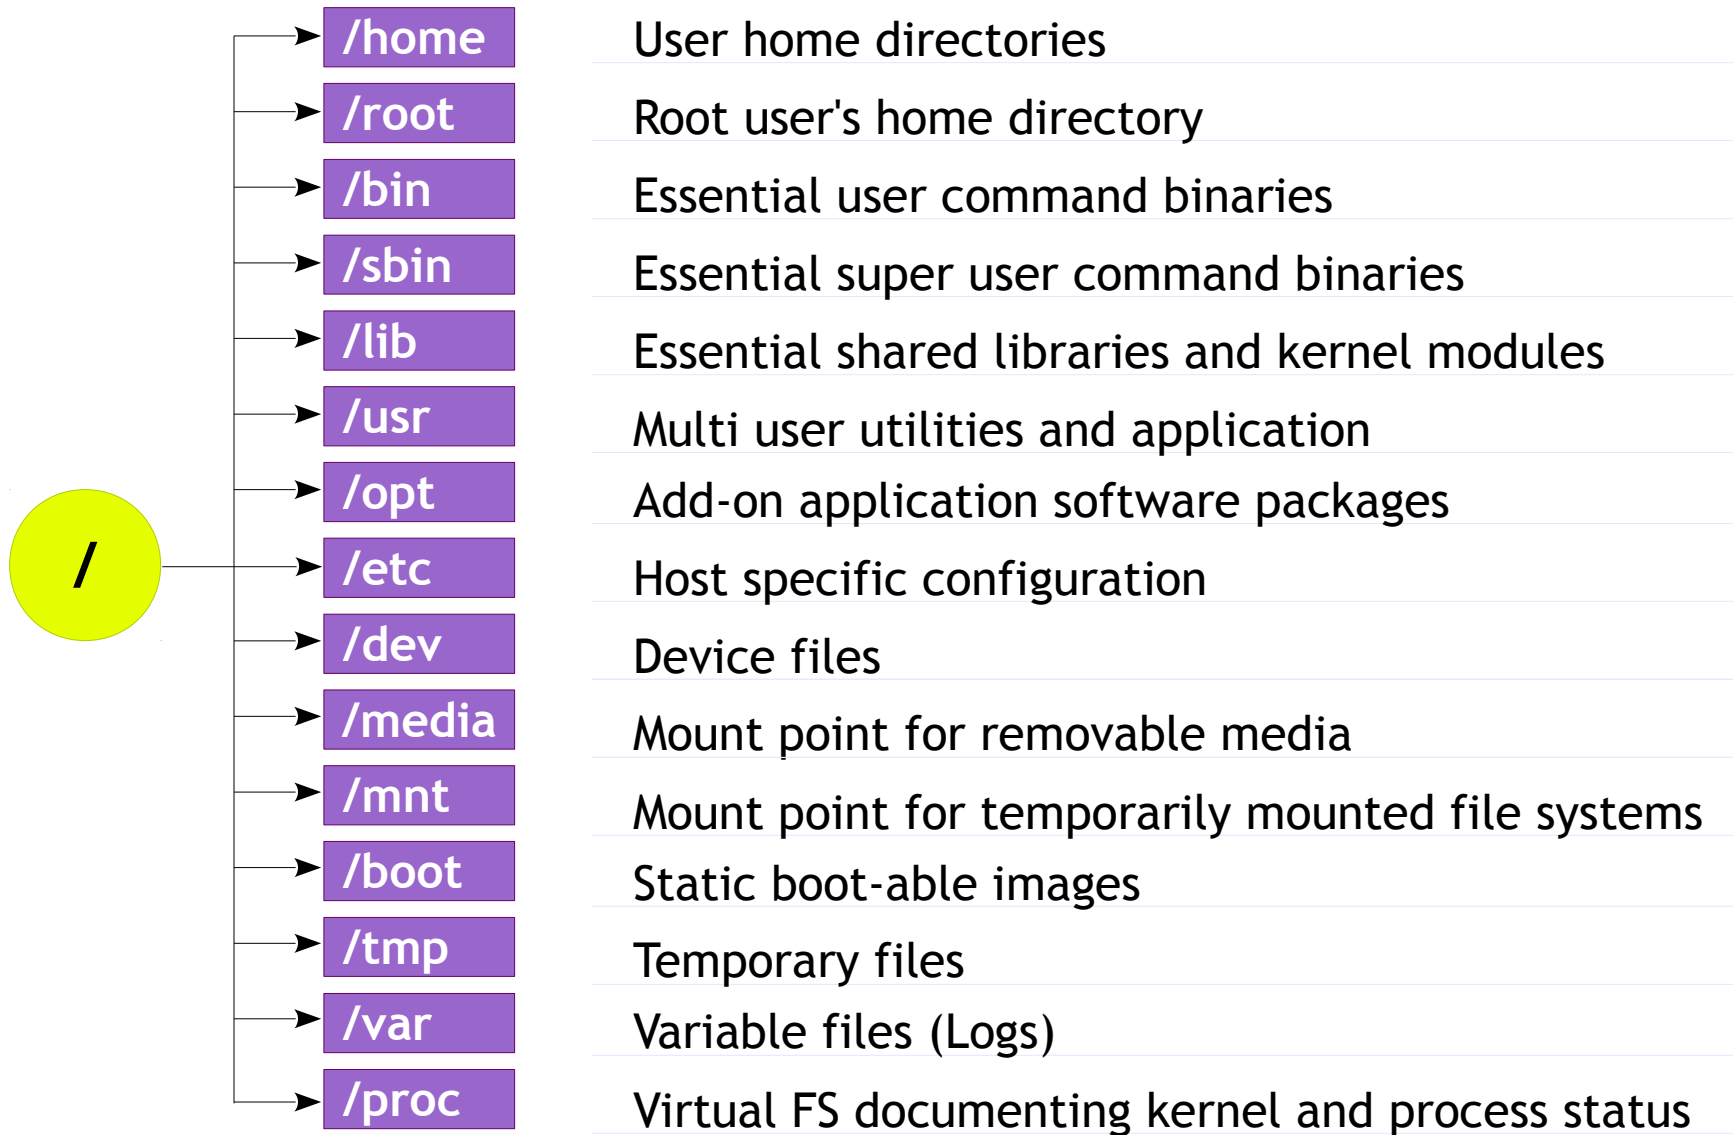 /home User home directories
/root Root user's home directory
/bin Essential user command binaries
/sbin Essential super user command binaries
/lib Essential shared libraries and kernel modules
/usr Multi user utilities and application
/opt Add-on application software packages
/
/etc Host specific configuration
/dev Device files
/media Mount point for removable media
/mnt Mount point for temporarily mounted file systems
/boot Static boot-able images
/tmp Temporary files
/var Variable files (Logs)
/proc Virtual FS documenting kernel and process status